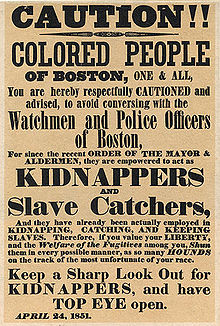 CAUTION!!
COLORED PEOPLE
OF BOSTON, ONE & ALL,
You are hereby respectfully CAUTIONED and
advised, to avoid conversing with the
Watchmen and Police Officers
of Boston,
For since the recent ORDER OF THE MAYOR &
ALDERMEN, they are empowered to act as
KIDNAPPERS
AND
Slave Catchers,
And they have already been actually employed in
KIDNAPPING, CATCHING, AND KEEPING
SLAVES. Therefore, if you value your LIBERTY,
and the Welfare of the Fugitives among you, Shun
them in every possible manner, as so many HOUNDS
on the track of the most unfortunate of your race.
Keep a Sharp Look Out for
KIDNAPPERS, and have
TOP EYE open.
APRIL 24, 1851.